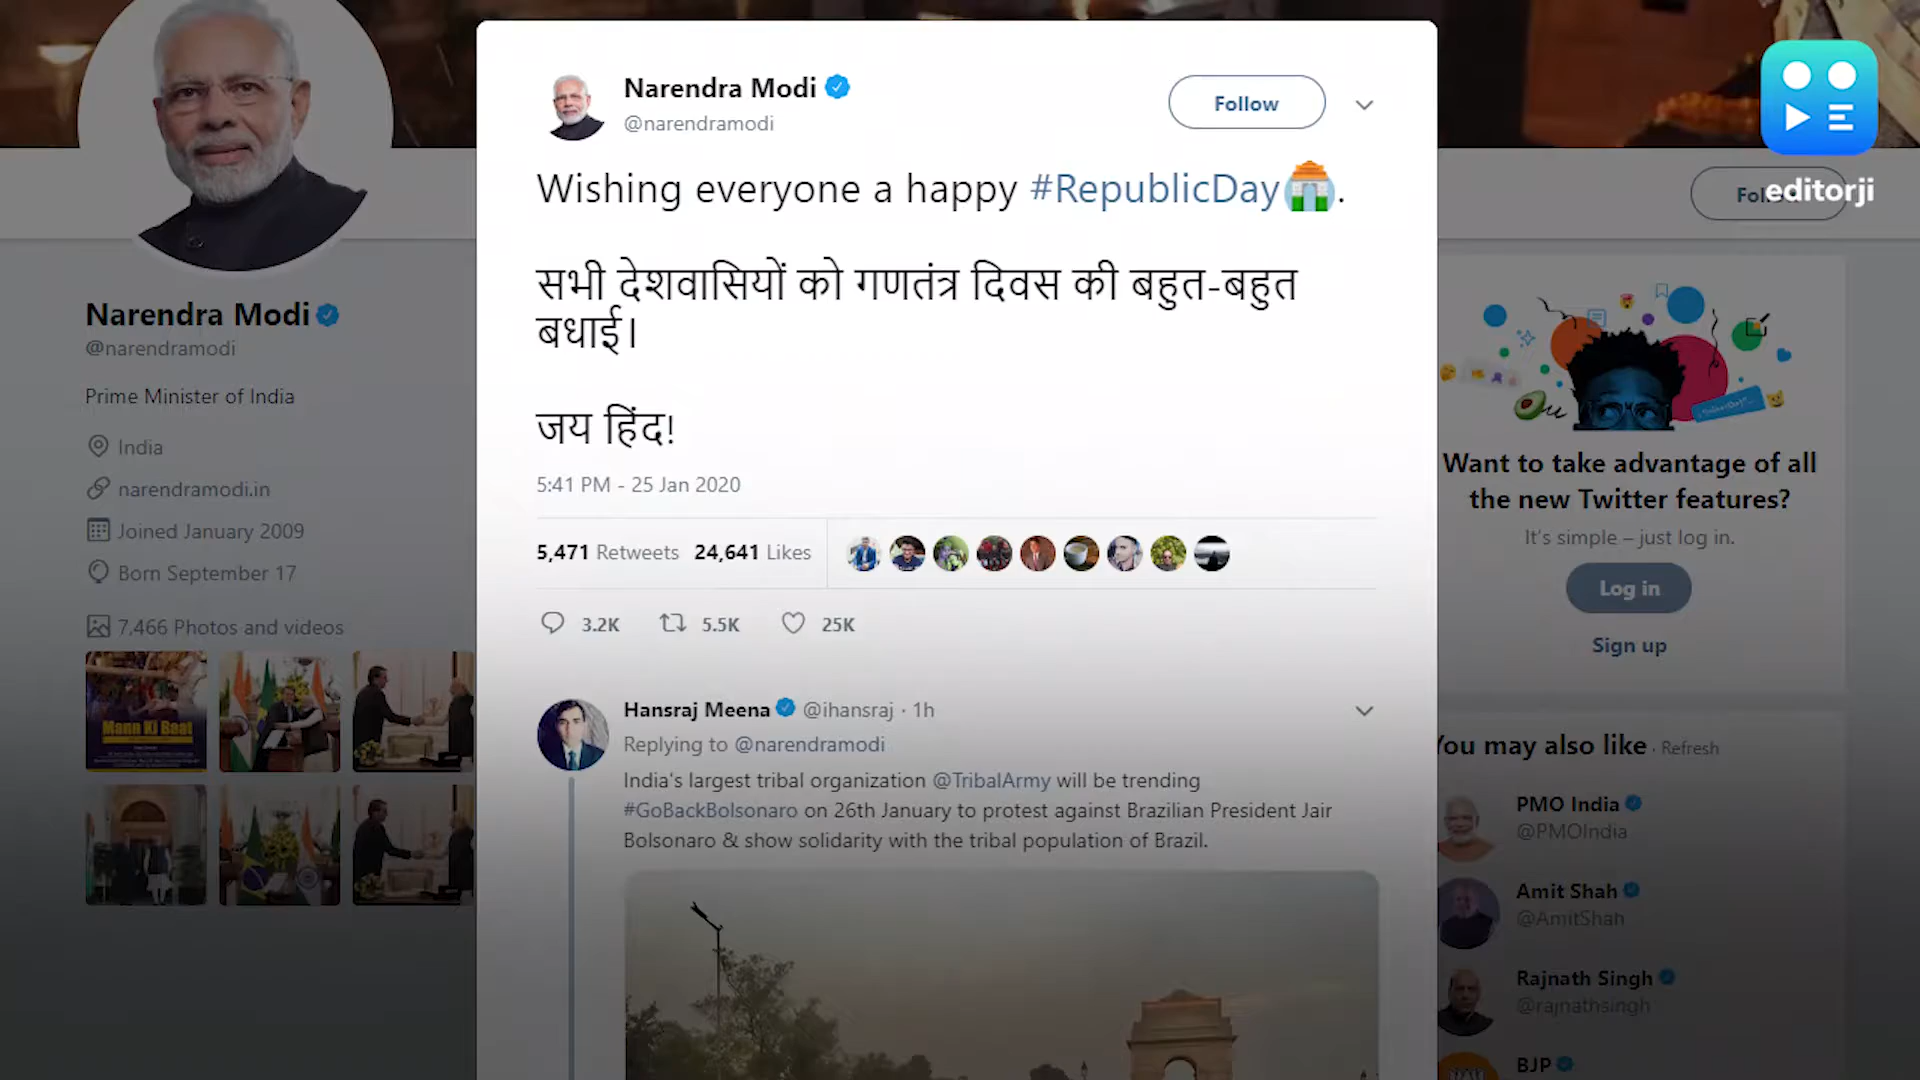 Narendra Modi
@narendramodi
Prime Minister of India
India
narendramodi.in
Joined January 2009
Born September 17
7,466 Photos and videos
Mann Ki Baat
Narendra Modi
@narendramodi
Follow
Wishing everyone a happy #RepublicDay.
सभी देशवासियों को गणतंत्र दिवस की बहुत-बहुत
बधाई।
जय हिंद!
5:41 PM - 25 Jan 2020
5,471 Retweets 24,641 Likes
3.2K 5.5K 25K
Hansraj Meena @ihansraj · 1h
Replying to @narendramodi
India's largest tribal organization @TribalArmy will be trending
#GoBackBolsonaro on 26th January to protest against Brazilian President Jair
Bolsonaro & show solidarity with the tribal population of Brazil.
editorji
Want to take advantage of all
the new Twitter features?
It's simple – just log in.
Log in
Sign up
You may also like · Refresh
PMO India
@PMOIndia
Amit Shah
@AmitShah
Rajnath Singh
@rajnathsingh
BJP